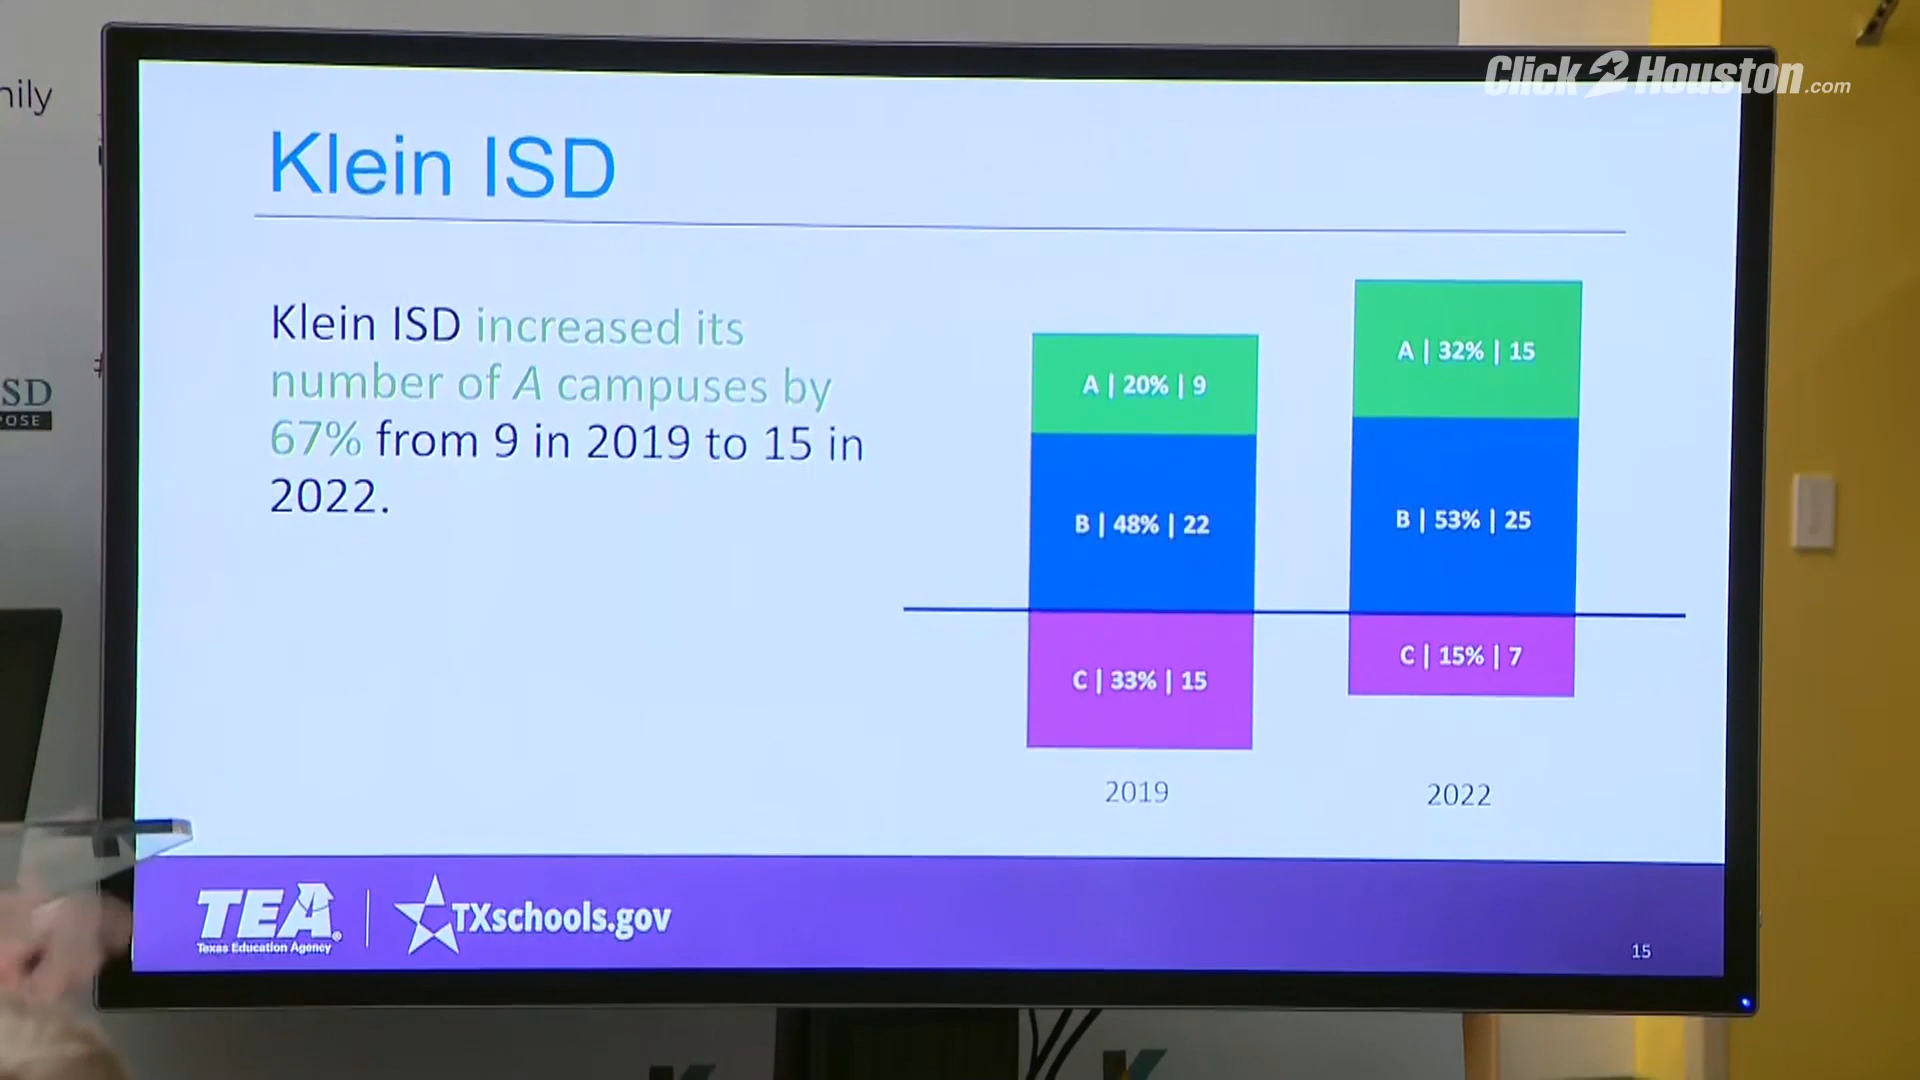 Click2Houston.com
Klein ISD
Klein ISD increased its
number of A campuses by
67% from 9 in 2019 to 15 in
2022.
A | 20% | 9
B | 48% | 22
C | 33% | 15
2019
A | 32% | 15
B | 53% | 25
C | 15% | 7
2022
TEA
Texas Education Agency
TXschools.gov
15